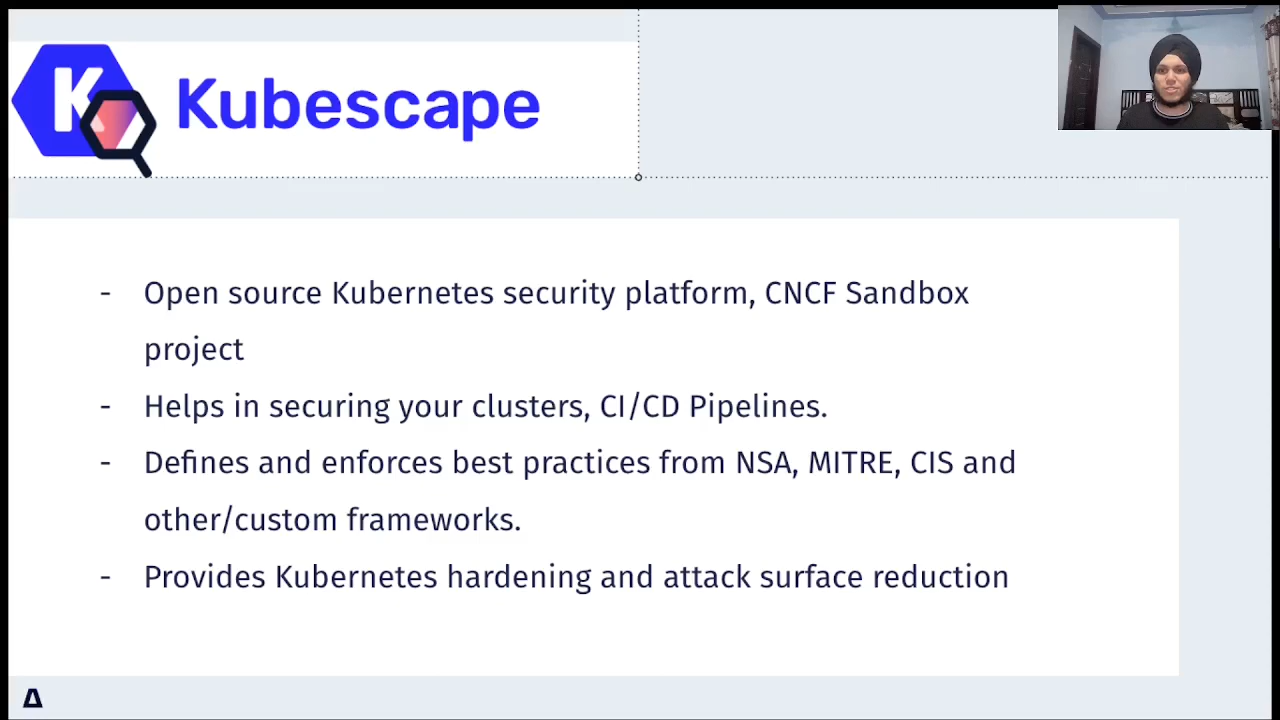 Kubescape
- Open source Kubernetes security platform, CNCF Sandbox
project
- Helps in securing your clusters, CI/CD Pipelines.
- Defines and enforces best practices from NSA, MITRE, CIS and
other/custom frameworks.
- Provides Kubernetes hardening and attack surface reduction